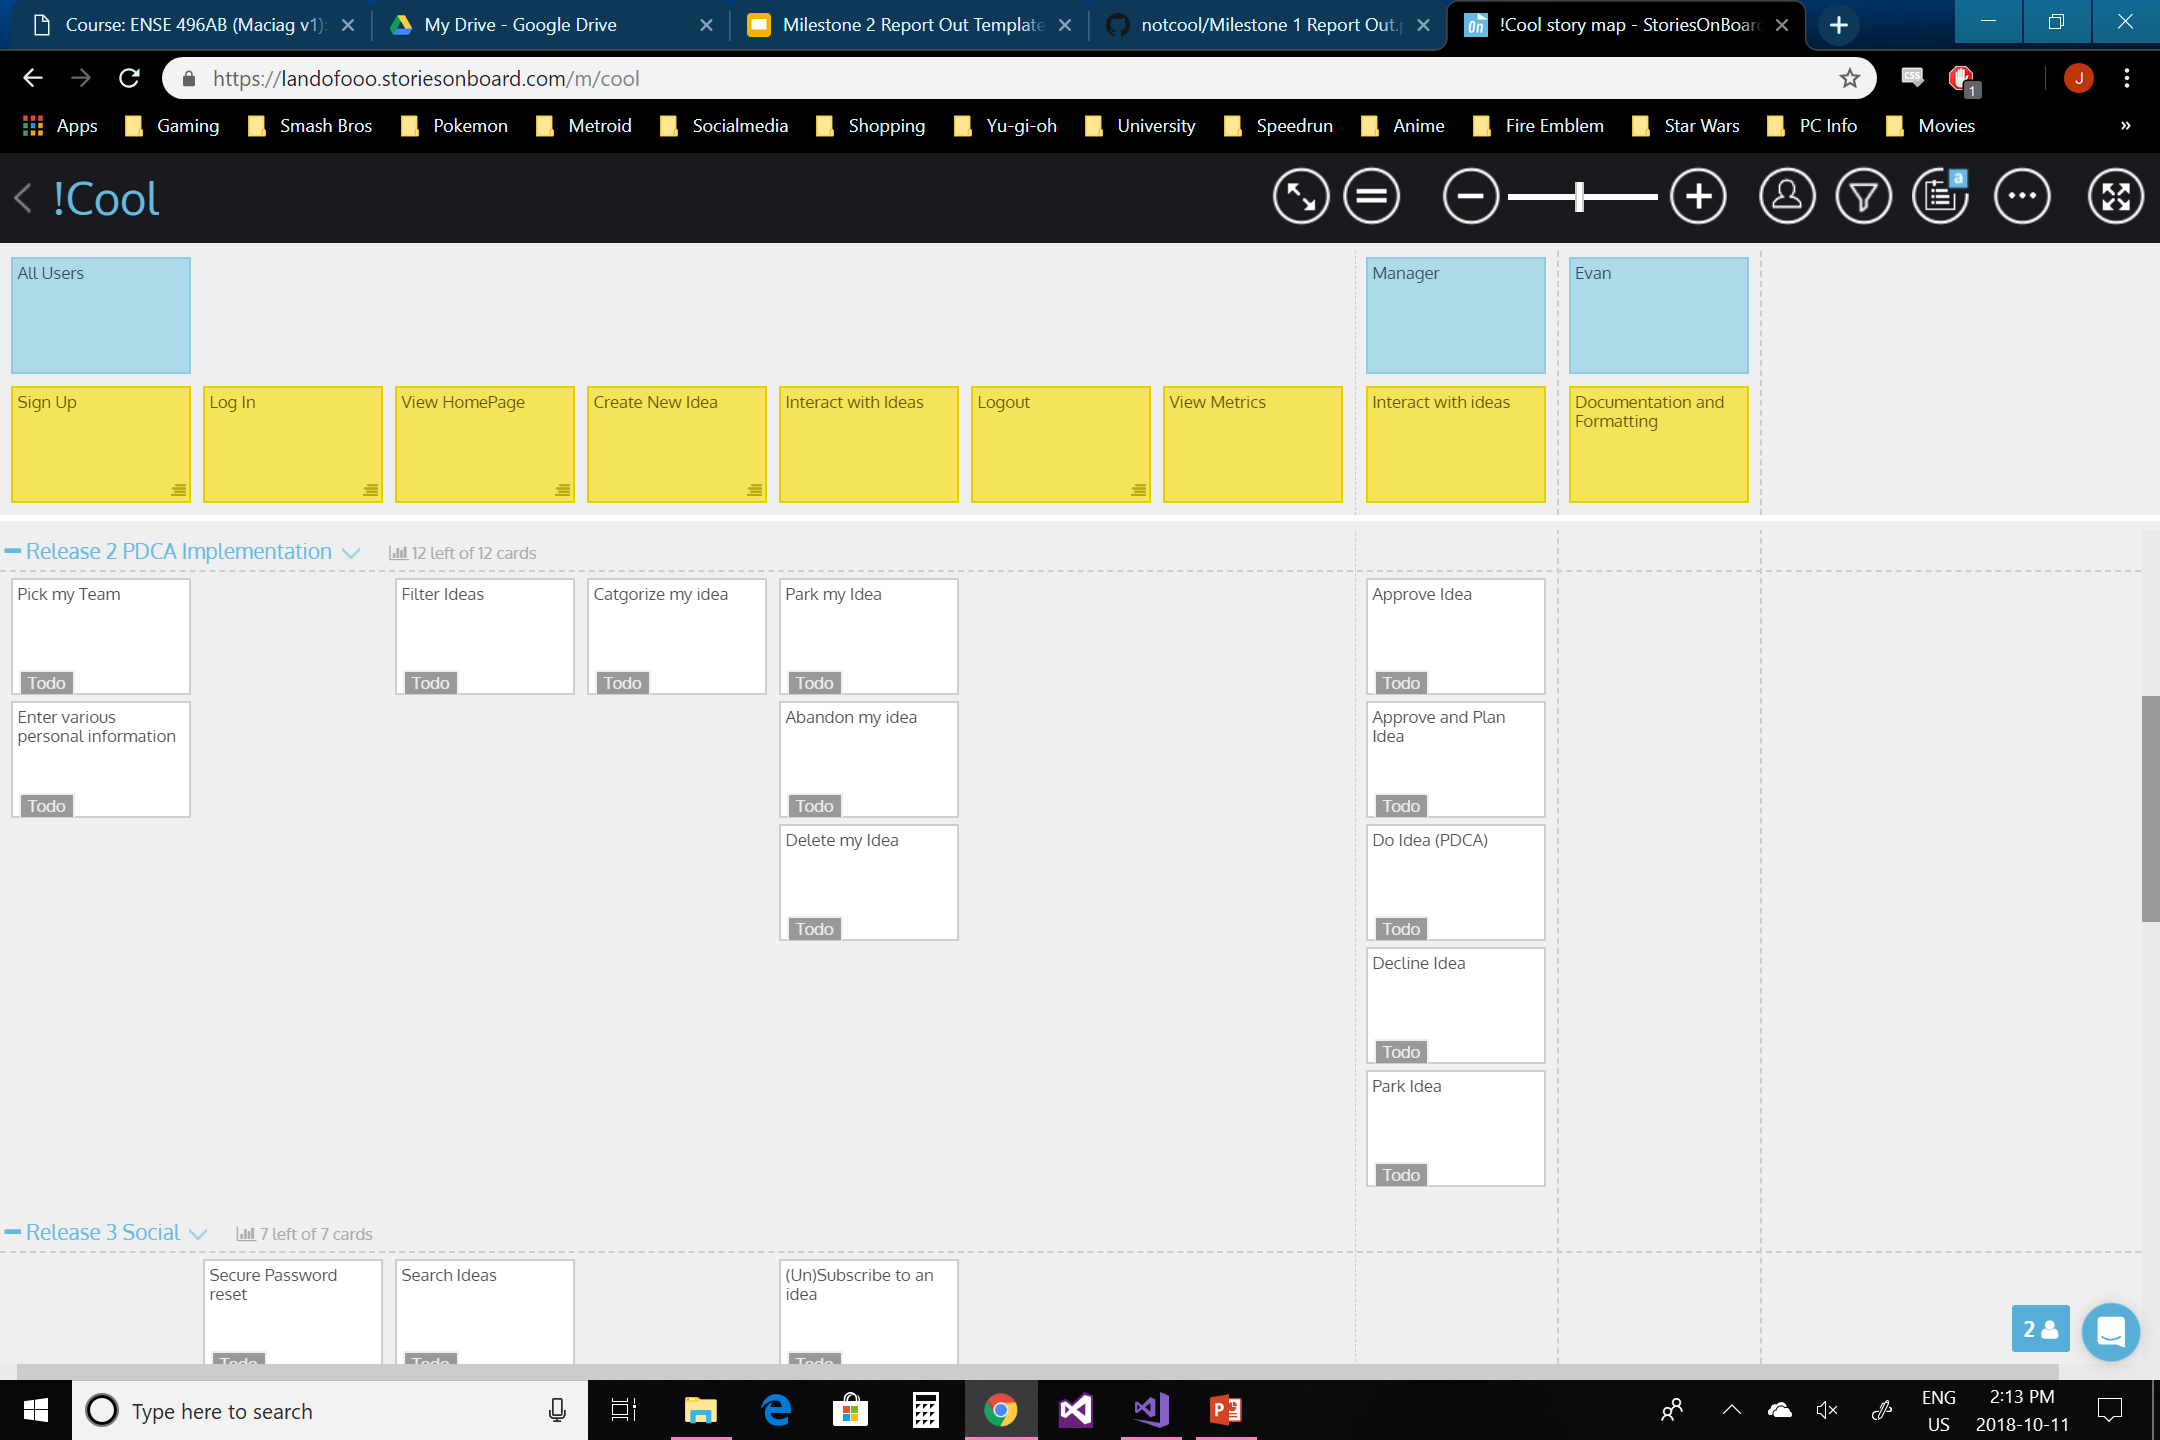 Course: ENSE 496AB (Maciag v1):
My Drive - Google Drive
Milestone 2 Report Out Template
notcool/Milestone 1 Report Out.p
!Cool story map - StoriesOnBoard
https://landofooo.storiesonboard.com/m/cool
CSS
1
J
Apps
Gaming
Smash Bros
Pokemon
Metroid
Socialmedia
Shopping
Yu-gi-oh
University
Speedrun
Anime
Fire Emblem
Star Wars
PC Info
Movies
»
!Cool
a
All Users
Manager
Evan
Sign Up
Log In
View HomePage
Create New Idea
Interact with Ideas
Logout
View Metrics
Interact with ideas
Documentation and
Formatting
Release 2 PDCA Implementation
12 left of 12 cards
Pick my Team
Todo
Filter Ideas
Todo
Catgorize my idea
Todo
Park my Idea
Todo
Approve Idea
Todo
Enter various
personal information
Todo
Abandon my idea
Todo
Approve and Plan
Idea
Todo
Delete my Idea
Todo
Do Idea (PDCA)
Todo
Decline Idea
Todo
Park Idea
Todo
Release 3 Social
7 left of 7 cards
Secure Password
reset
Todo
Search Ideas
Todo
(Un)Subscribe to an
idea
Todo
2
Type here to search
ENG
US
2:13 PM
2018-10-11